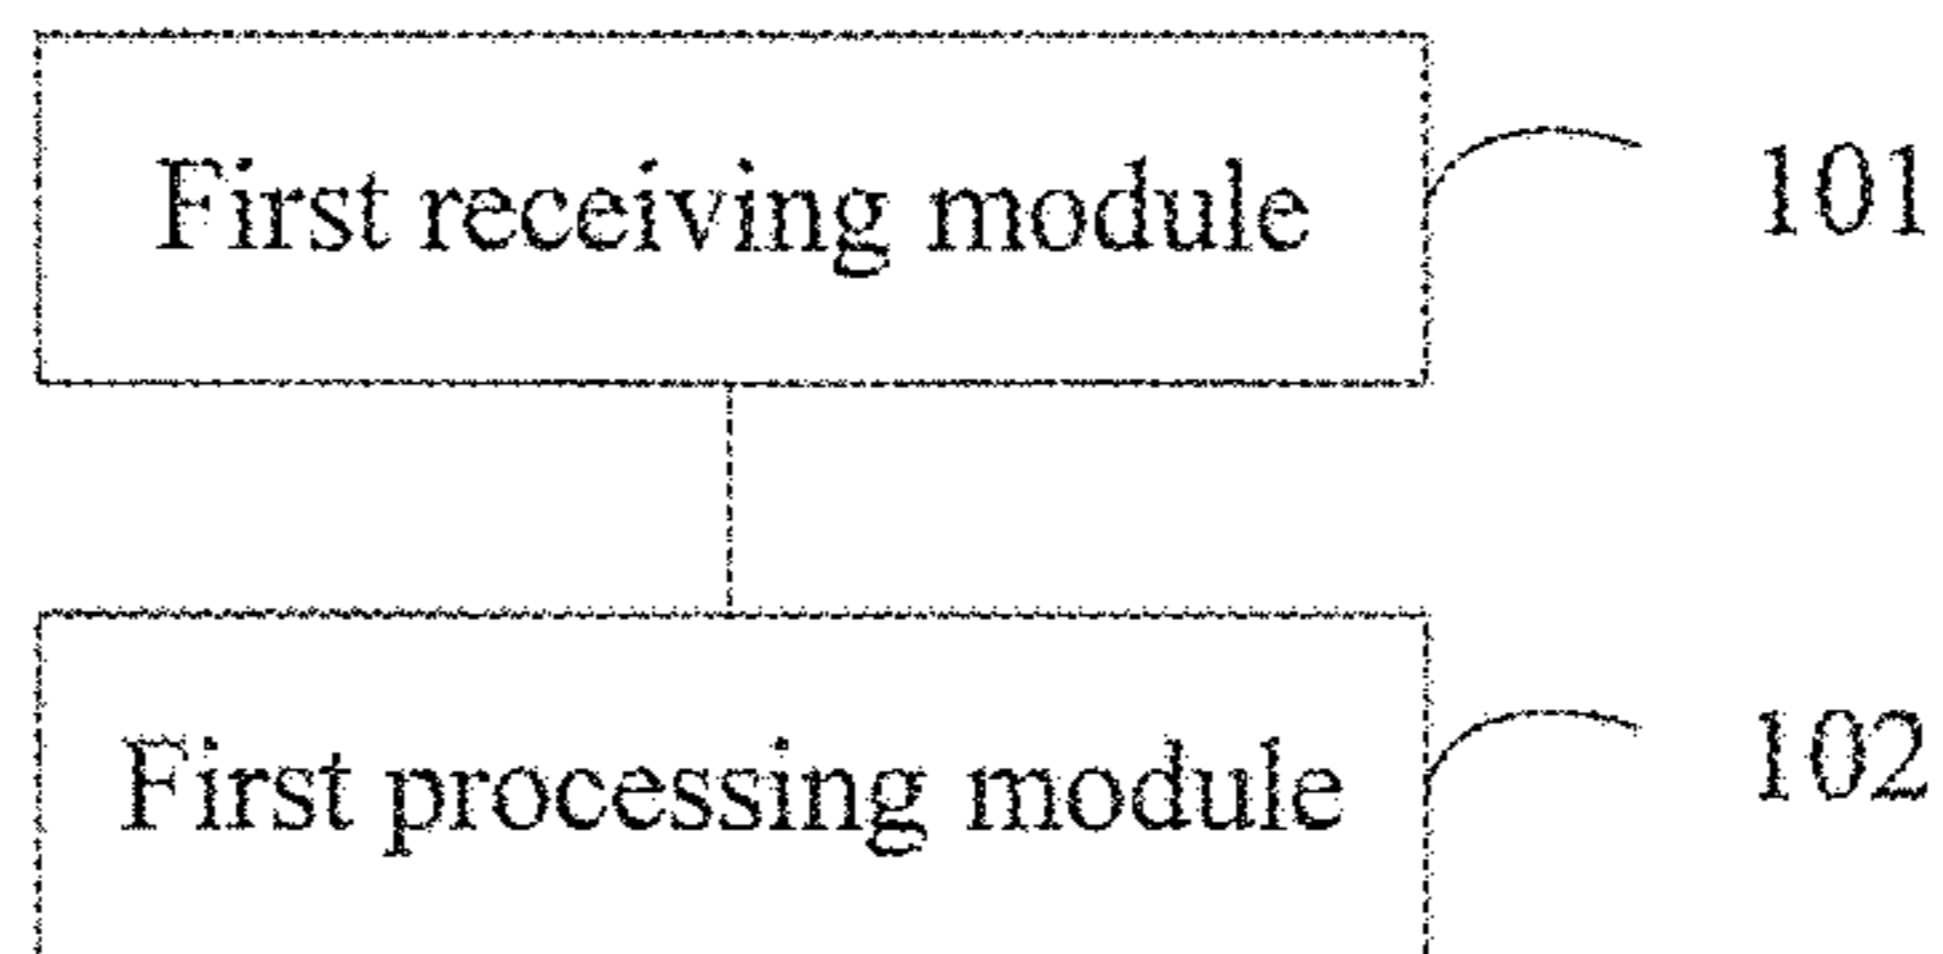 First receiving module 101
First processing module 102